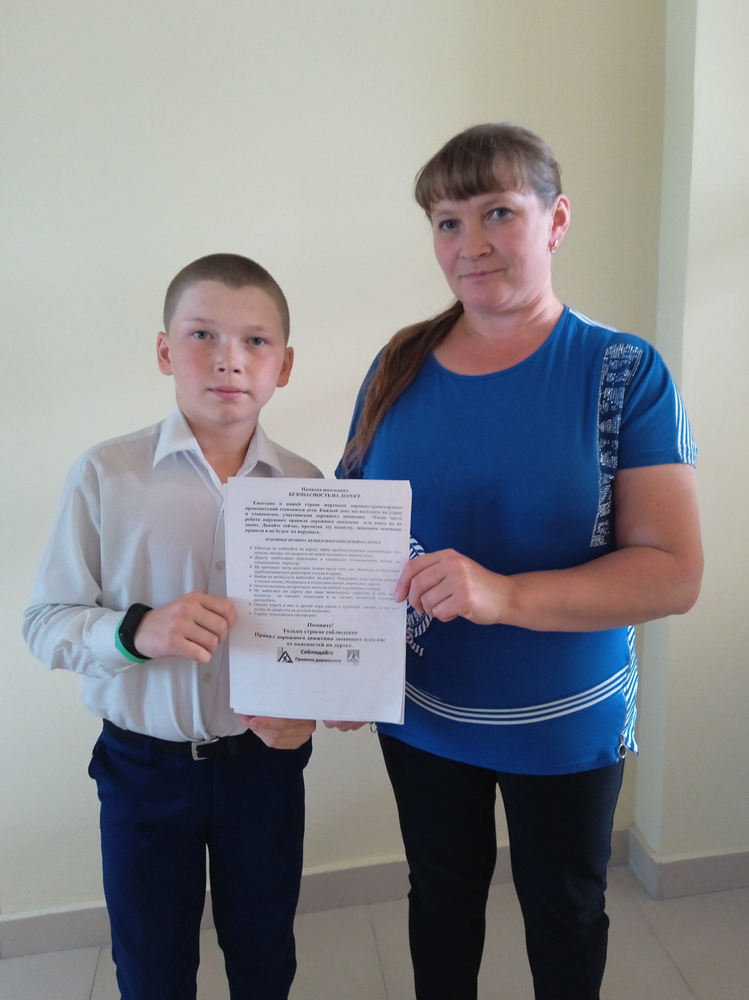 Памятка школьнику
БЕЗОПАСНОСТЬ НА ДОРОГЕ
Ежегодно в нашей стране жертвами дорожно-транспортных
происшествий становятся дети. Каждый день вы выходите на улицу
и становитесь участниками дорожного движения. Очень часто
ребята нарушают правила дорожного движения или вовсе их не
знают. Давайте сейчас, прочитав эту памятку, запомним основные
правила и не будем их нарушать.
ОСНОВНЫЕ ПРАВИЛА БЕЗОПАСНОГО ПОВЕДЕНИЯ НА ДОРОГЕ
➢ Никогда не выбегайте на дорогу перед приближающимся автомобилем. Это
опасно, потому что водитель не может остановить машину сразу.
➢ Дорогу необходимо переходить в специально установленных местах по
пешеходному переходу.
➢ На проезжую часть выходите только после того, как убедитесь в отсутствии
приближающегося транспорта и слева и справа.
➢ Выйдя из автобуса не выбегайте на дорогу. Подождите, пока автобус отъедет
и только потом, убедившись в отсутствии машин, переходите дорогу.
➢ Опасно выезжать на проезжую часть на скейтах и роликовых коньках.
➢ Не выбегайте на дорогу вне зоны пешеходного перехода, в этом
водитель не ожидает пешеходов и не сможет мгновенно
автомобиль.
➢ Опасно играть в мяч и другие игры рядом с проезжей частью, лучше это
делать во дворе или на детской площадке.
➢ Умейте пользоваться светофором.
Помните!
Только строгое соблюдение
Правил дорожного движения защищает всех вас
от опасностей на дороге.
Соблюдайте
Правила дорожного